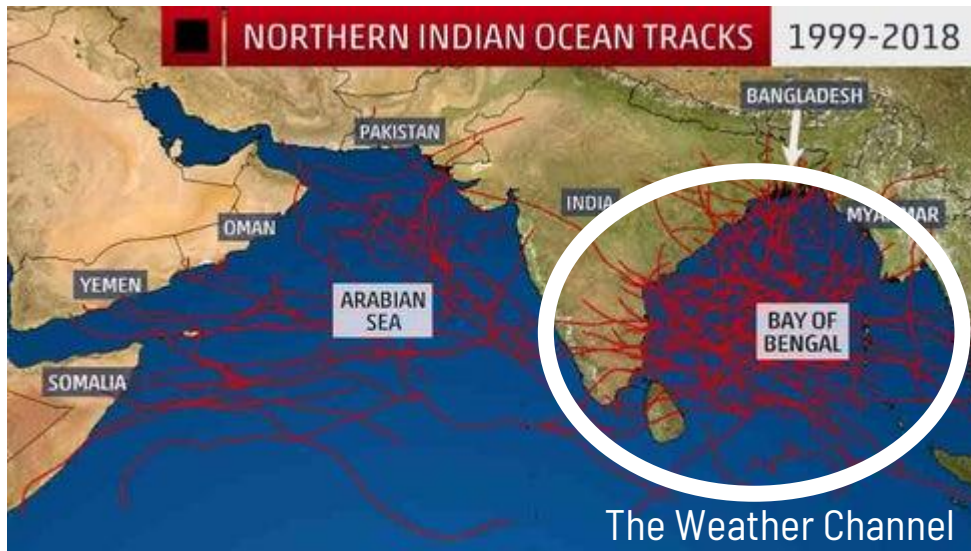 NORTHERN INDIAN OCEAN TRACKS 1999-2018
BANGLADESH
PAKISTAN
INDIA
MYANMAR
OMAN
YEMEN
ARABIAN
SEA
BAY OF
BENGAL
SOMALIA
The Weather Channel